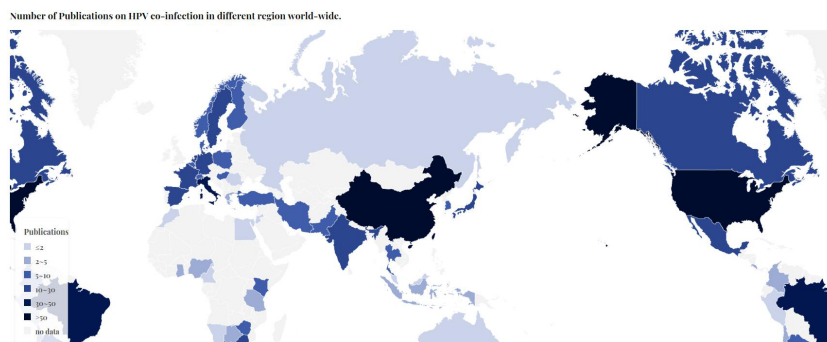 Number of Publications on HPV co-infection in different region world-wide.
Publications
≤2
2~5
5~10
10~30
30~50
>50
no data